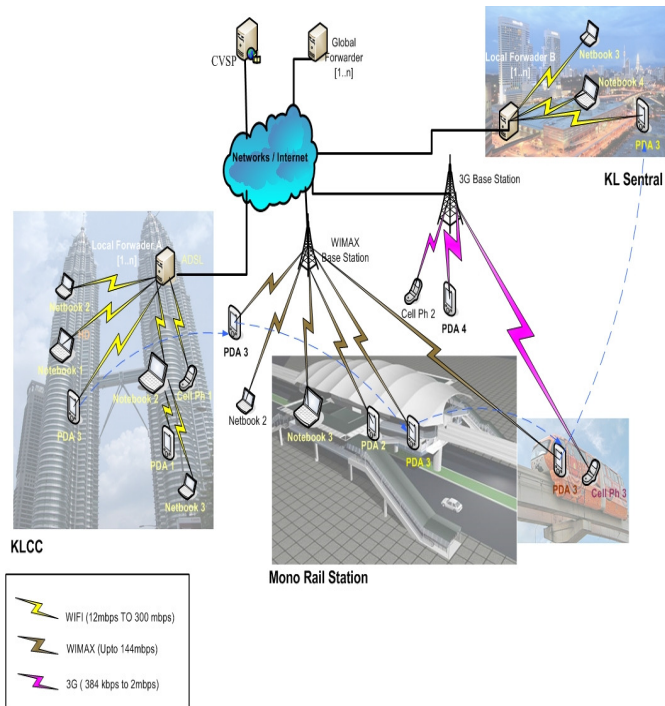 CVSP
Global
Forwarder
[1..n]
Local Forwader B
[1..n]
Netbook 3
Notebook 4
PDA 3
KL Sentral
Networks / Internet
3G Base Station
WIMAX
Base Station
Local Forwader A
[1..n]
ADSL
Netbook 2
Notebook 1
PDA 3
Notebook 2
Cell Ph 1
PDA 1
Netbook 3
KLCC
PDA 3
Cell Ph 2
PDA 4
Netbook 2
Notebook 3
PDA 2
PDA 3
PDA 3
Cell Ph 3
Mono Rail Station
WIFI (12mbps TO 300 mbps)
WIMAX (Upto 144mbps)
3G ( 384 kbps to 2mbps)